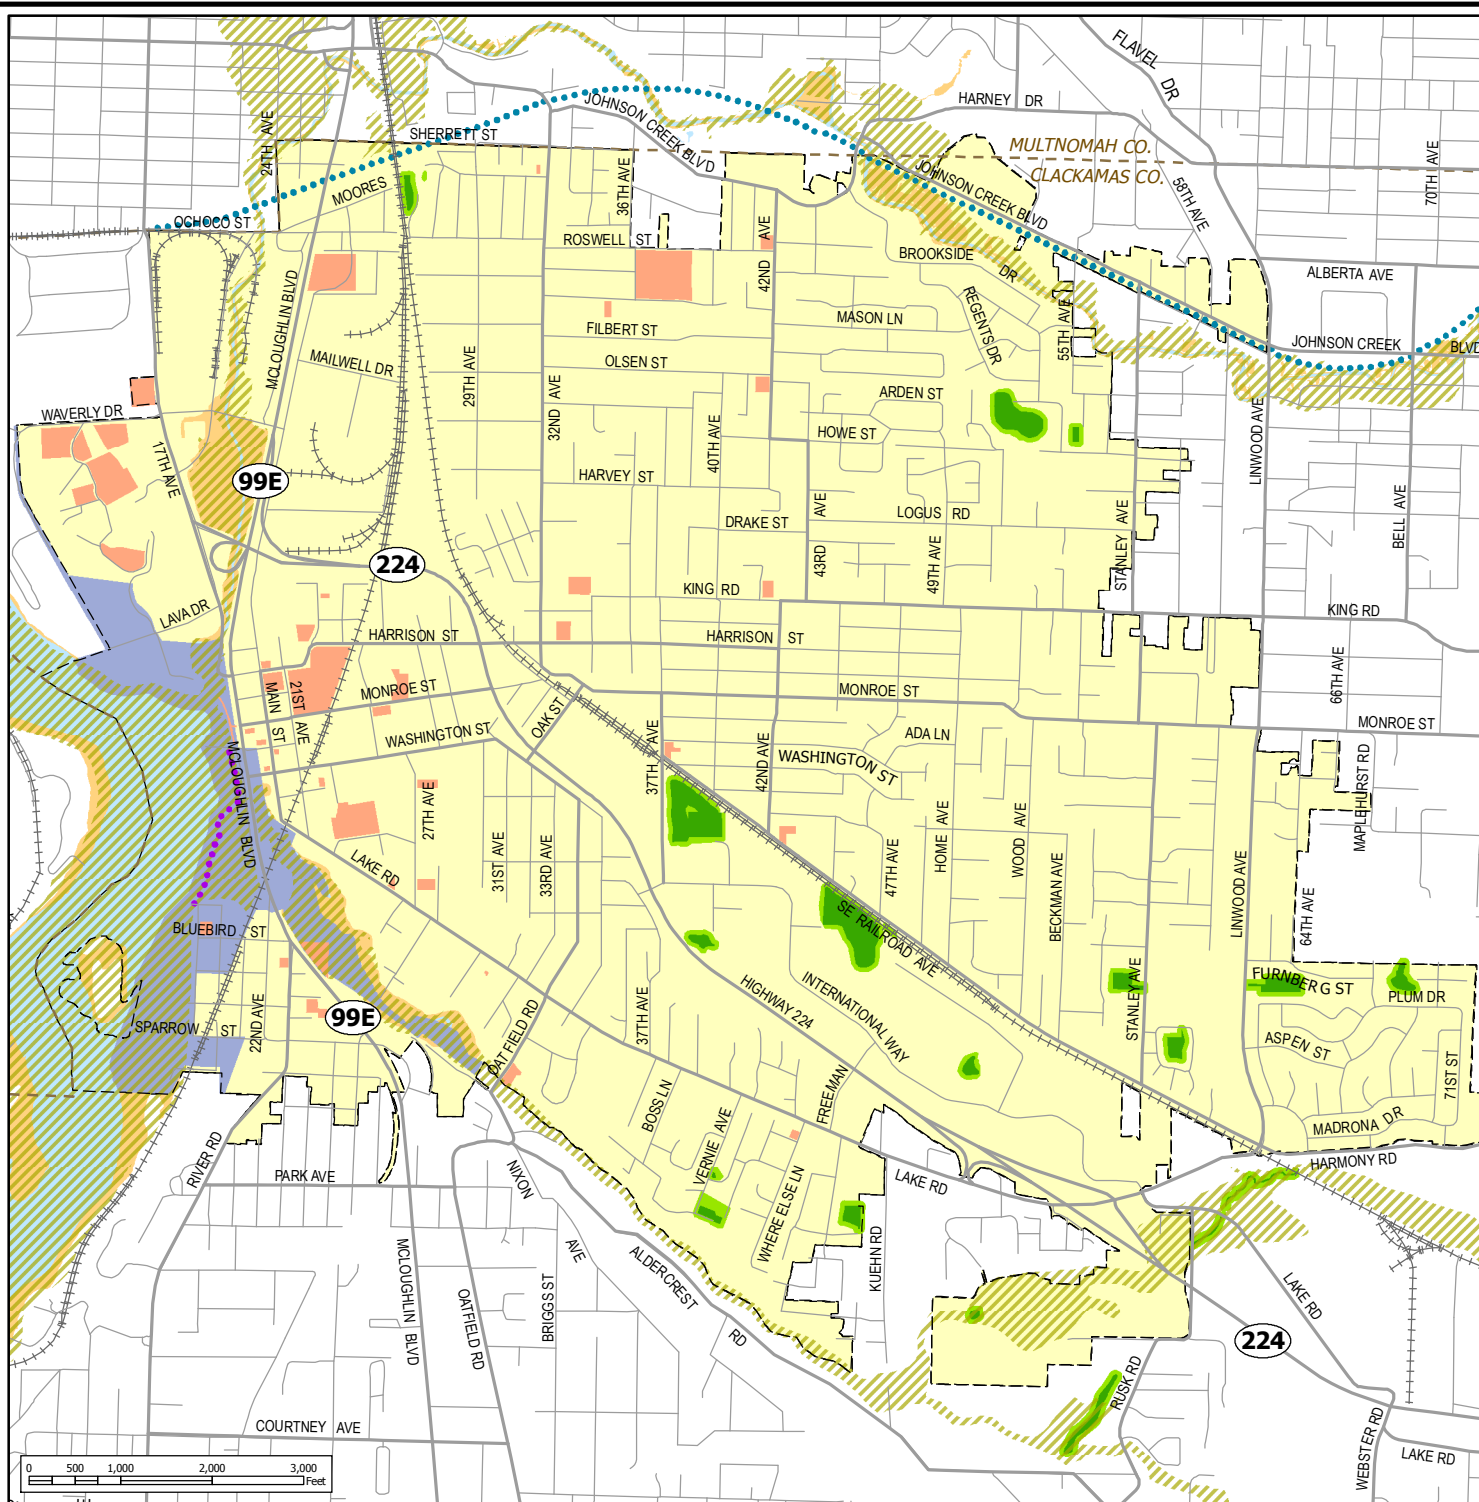 FLAVEL DR
HARNEY DR
JOHNSON CREEK BLVD
SHERRETT ST
24TH AVE
MULTNOMAH CO.
CLACKAMAS CO.
70TH AVE
36TH AVE
MOORES
JOHNSON CREEK BLVD
58TH AVE
OCHOCO ST
ROSWELL ST
42ND AVE
BROOKSIDE DR
ALBERTA AVE
MCLOUGHLIN BLVD
REGENTS DR
55TH AVE
MASON LN
FILBERT ST
JOHNSON CREEK BLVD
MAILWELL DR
OLSEN ST
29TH AVE
32ND AVE
ARDEN ST
WAVERLY DR
LINWOOD AVE
40TH AVE
HOWE ST
17TH AVE
99E
HARVEY ST
BELL AVE
43RD AVE
LOGUS RD
DRAKE ST
STANLEY AVE
49TH AVE
224
KING RD
KING RD
LAVA DR
HARRISON ST
HARRISON ST
66TH AVE
MAIN ST
21ST AVE
MONROE ST
MONROE ST
MONROE ST
OAK ST
WASHINGTON ST
37TH AVE
42ND AVE
ADA LN
WASHINGTON ST
MAPLEHURST RD
MCLOUGHLIN BLVD
27TH AVE
HOME AVE
WOOD AVE
31ST AVE
33RD AVE
LAKE RD
47TH AVE
BECKMAN AVE
LINWOOD AVE
64TH AVE
SE RAILROAD AVE
BLUEBIRD ST
FURNBERG ST
PLUM DR
STANLEY AVE
HIGHWAY 224
INTERNATIONAL WAY
22ND AVE
99E
SPARROW ST
37TH AVE
OATFIELD RD
ASPEN ST
71ST ST
BOSS LN
VERNIE AVE
FREEMAN
MADRONA DR
RIVER RD
HARMONY RD
PARK AVE
NIXON AVE
LAKE RD
WHERE ELSE LN
KUEHN RD
MCLOUGHLIN BLVD
OATFIELD RD
BRIGGS ST
ALDERCREST RD
LAKE RD
224
RUSK RD
COURTNEY AVE
WEBSTER RD
LAKE RD
0 500 1,000 2,000 3,000
Feet